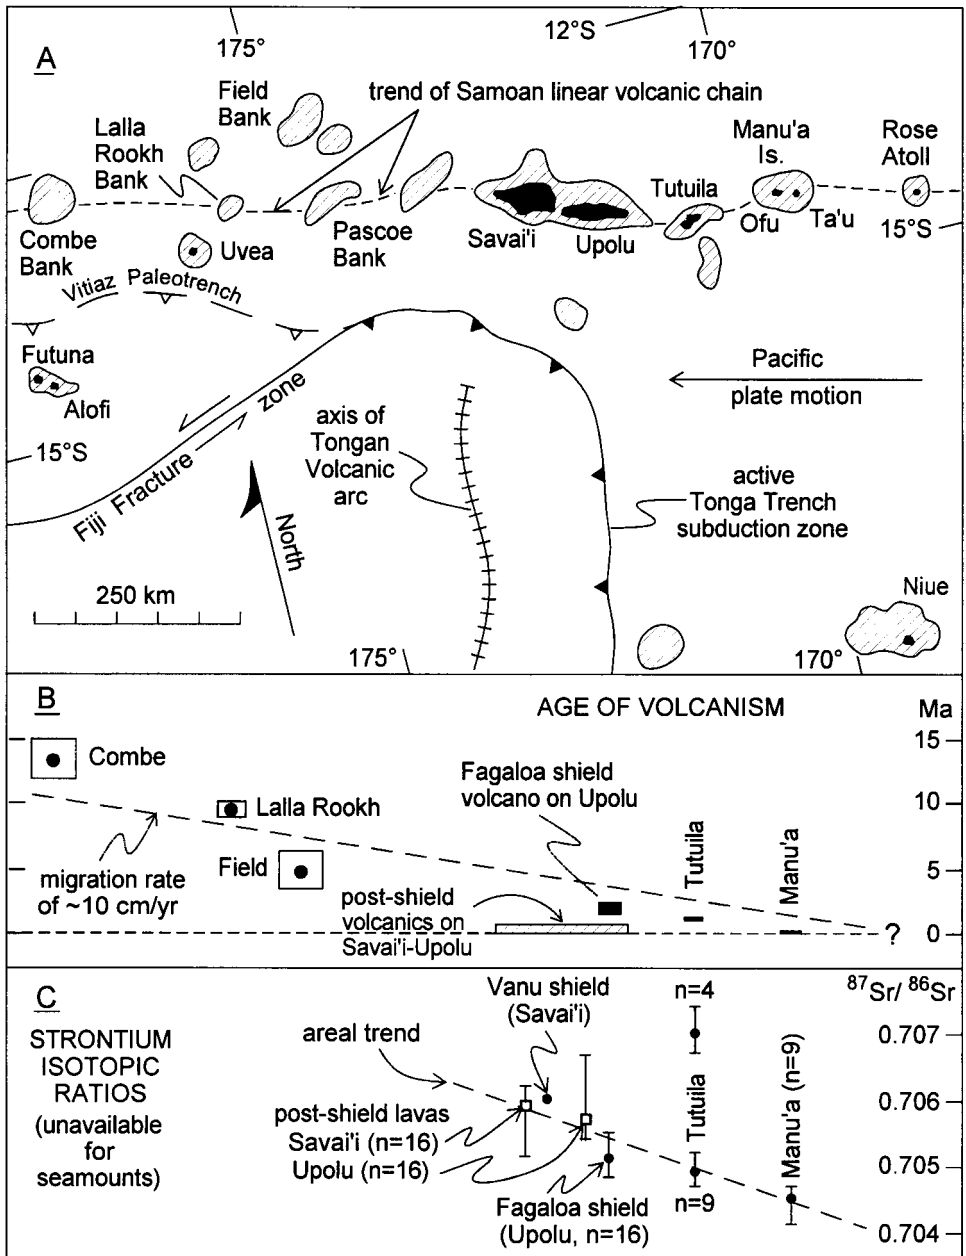 A
175°
12°S
170°
Field
Bank
trend of Samoan linear volcanic chain
Lalla
Rookh
Bank
Manu'a
Is.
Rose
Atoll
Tutuila
Combe
Bank
Uvea
Pascoe
Bank
Savai'i
Upolu
Ofu
Ta'u
15°S
Vitiaz Paleotrench
Futuna
Alofi
15°S
Fiji Fracture zone
axis of
Tongan
Volcanic
arc
Pacific
plate motion
active
Tonga Trench
subduction zone
North
250 km
175°
170°
Niue
B
AGE OF VOLCANISM
Ma
15
10
5
0
Combe
Lalla Rookh
Field
migration rate
of ~10 cm/yr
Fagaloa shield
volcano on Upolu
post-shield
volcanics on
Savai'i-Upolu
Tutuila
Manu'a
?
C
STRONTIUM
ISOTOPIC
RATIOS
(unavailable
for
seamounts)
areal trend
Vanu shield
(Savai'i)
n=4
87Sr/ 86Sr
0.707
0.706
0.705
0.704
post-shield lavas
Savai'i (n=16)
Upolu (n=16)
Fagaloa shield
(Upolu, n=16)
Tutuila
n=9
Manu'a (n=9)